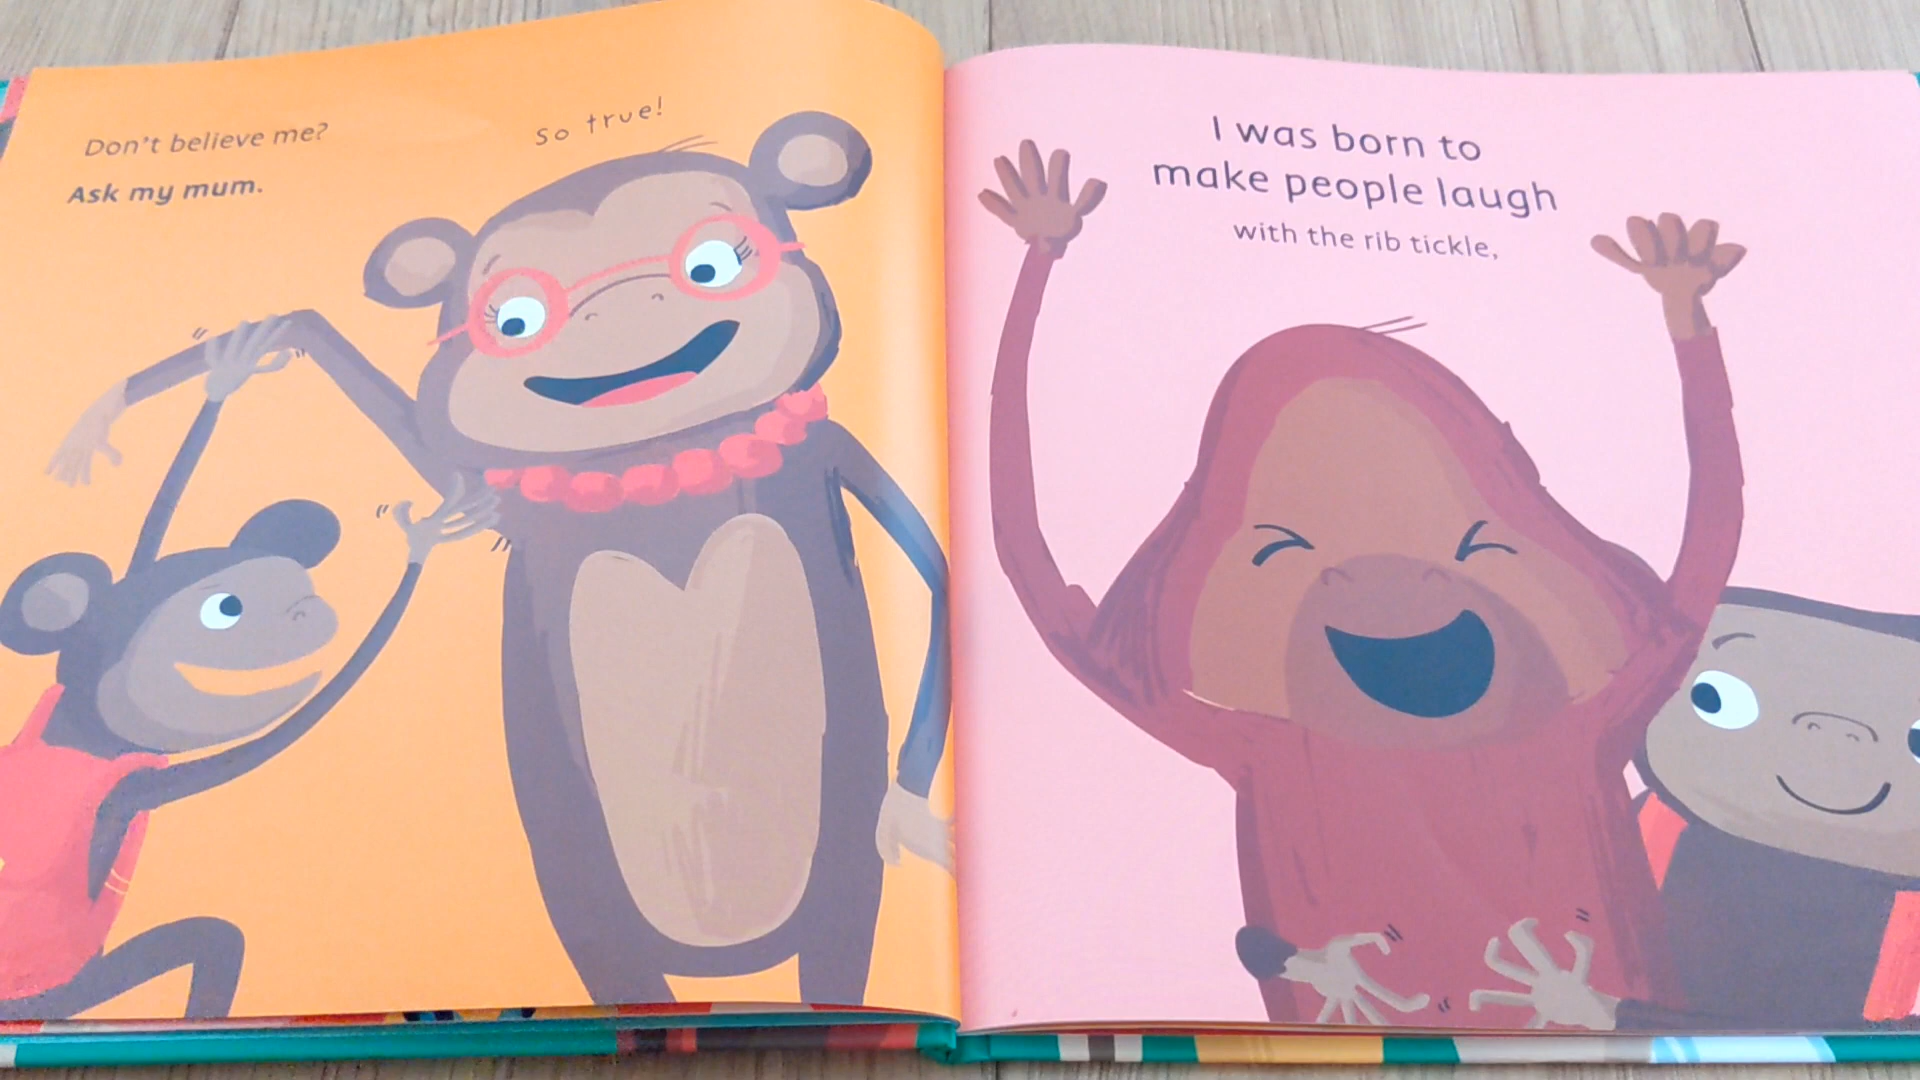 Don't believe me?
Ask my mum.
So true!
I was born to
make people laugh
with the rib tickle,